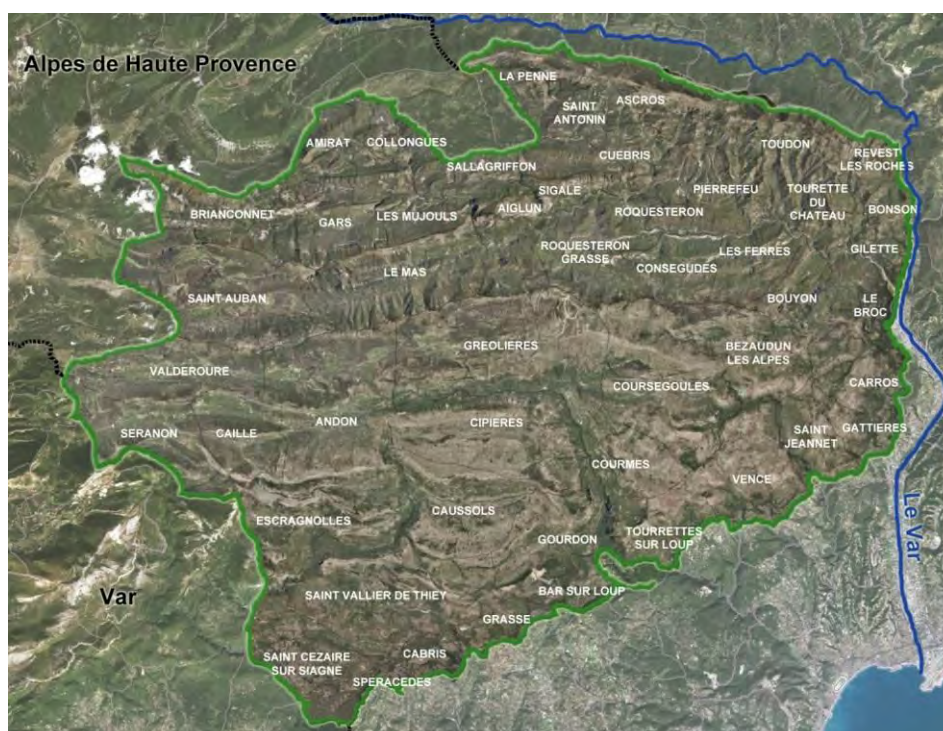 Alpes de Haute Provence
LA PENNE
SAINT
ANTONIN
ASCROS
AMIRAT
COLLONGUES
TOUDON
REVEST
LES ROCHES
SALLAGRIFFON
CUEBRIS
SIGALE
PIERREFEU
TOURETTE
DU
CHATEAU
BRIANCONNET
GARS
LES MUJOULS
AIGLUN
ROQUESTERON
BONSON
ROQUESTERON
GRASSE
LES FERRES
GILETTE
LE MAS
CONSEGUDES
SAINT AUBAN
BOUYON
LE
BROC
GREOLIERES
BEZAUDUN
LES ALPES
VALDEROURE
COURSEGOULES
CARROS
ANDON
CIPIERES
SERANON
CAILLE
SAINT
JEANNET
GATTIERES
COURMES
VENCE
CAUSSOLS
ESCRAGNOLLES
Le Var
GOURDON
TOURRETTES
SUR LOUP
Var
SAINT VALLIER DE THIEY
BAR SUR LOUP
GRASSE
SAINT CEZAIRE
SUR SIAGNE
CABRIS
SPERACEDES